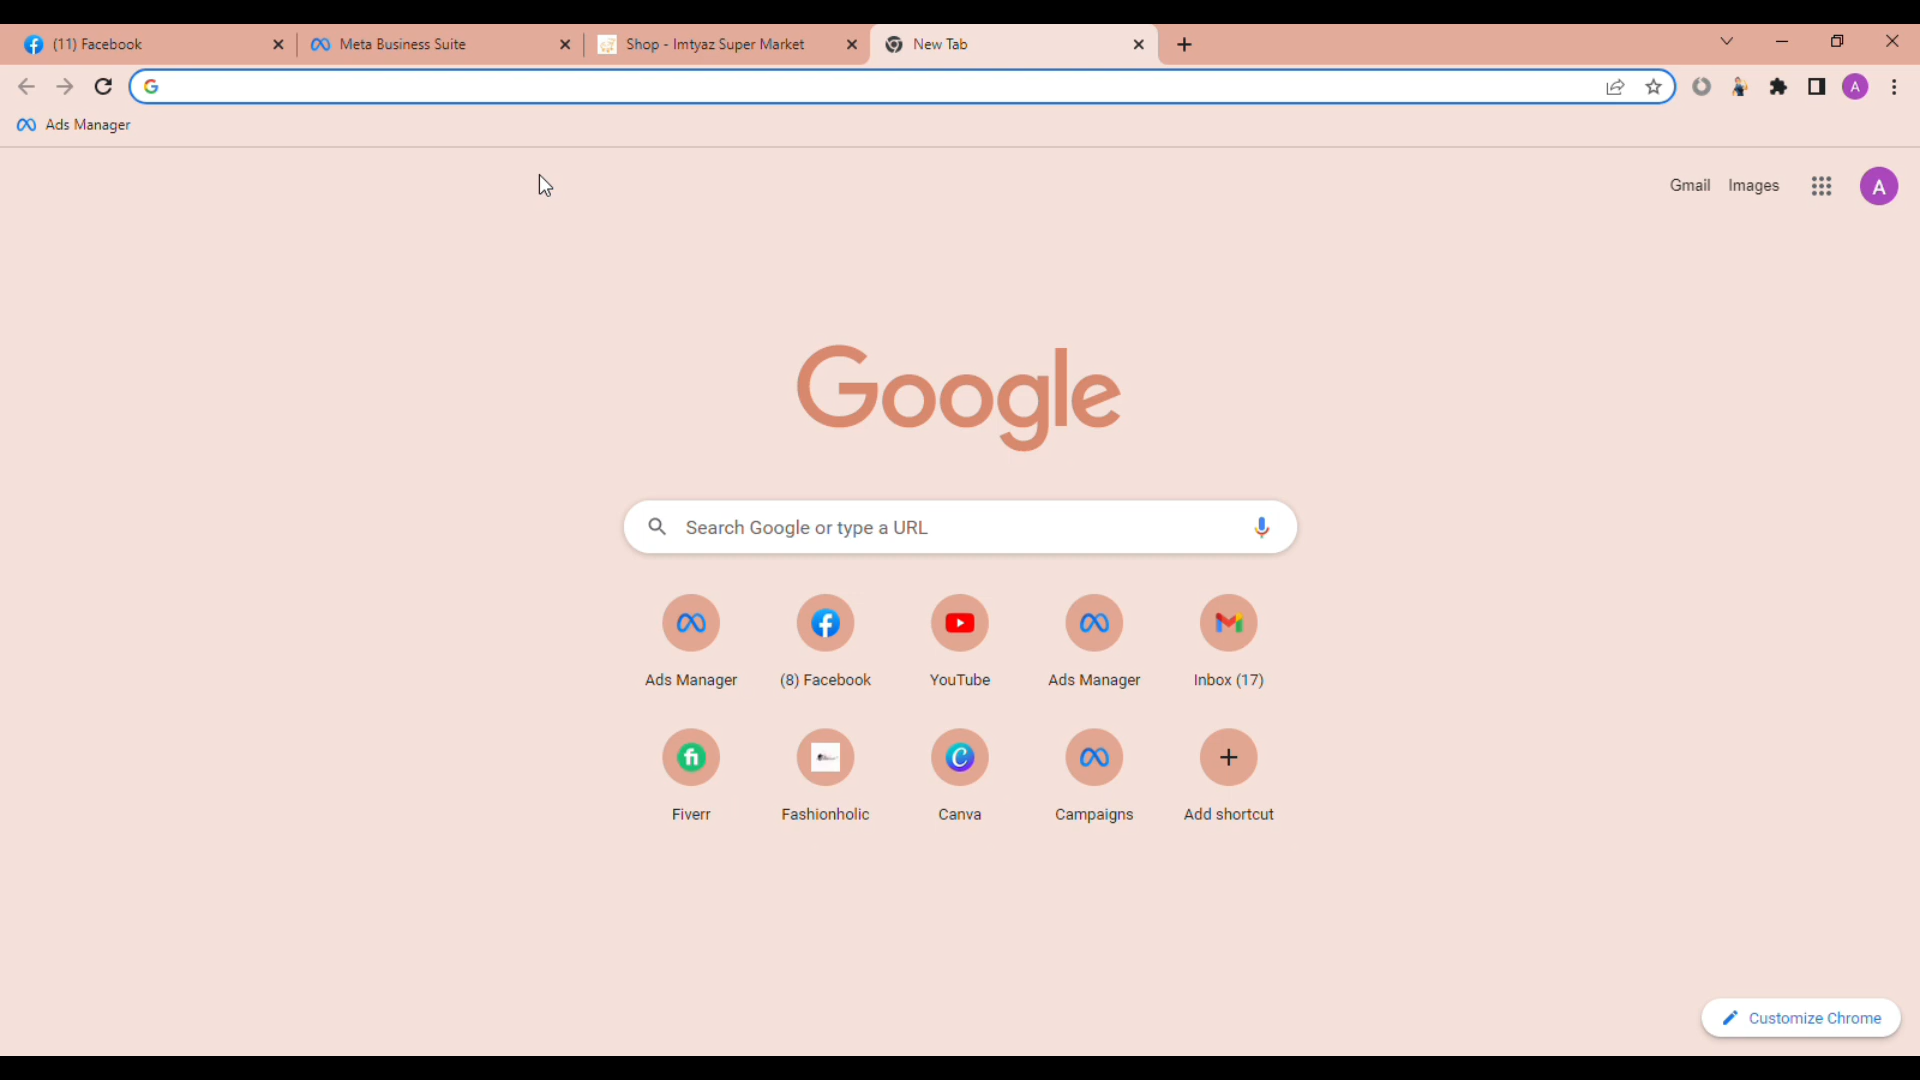 (11) Facebook
Meta Business Suite
Shop - Imtyaz Super Market
New Tab
A
Ads Manager
Gmail Images
A
Google
Search Google or type a URL
Ads Manager
(8) Facebook
YouTube
Ads Manager
Inbox (17)
Fiverr
Fashionholic
Canva
Campaigns
Add shortcut
Customize Chrome